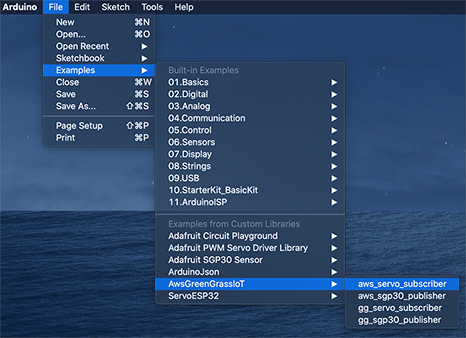 Arduino File Edit Sketch Tools Help
New ⌘N
Open... ⌘O
Open Recent ▶
Sketchbook ▶
Examples ▶
Close ⌘W
Save ⌘S
Save As... ⇧⌘S
Page Setup ⇧⌘P
Print ⌘P
Built-in Examples
01.Basics ▶
02.Digital ▶
03.Analog ▶
04.Communication ▶
05.Control ▶
06.Sensors ▶
07.Display ▶
08.Strings ▶
09.USB ▶
10.StarterKit_BasicKit ▶
11.ArduinoISP ▶
Examples from Custom Libraries
Adafruit Circuit Playground ▶
Adafruit PWM Servo Driver Library ▶
Adafruit SGP30 Sensor ▶
ArduinoJson ▶
AwsGreenGrassIoT ▶
ServoESP32 ▶
aws_servo_subscriber
aws_sgp30_publisher
gg_servo_subscriber
gg_sgp30_publisher